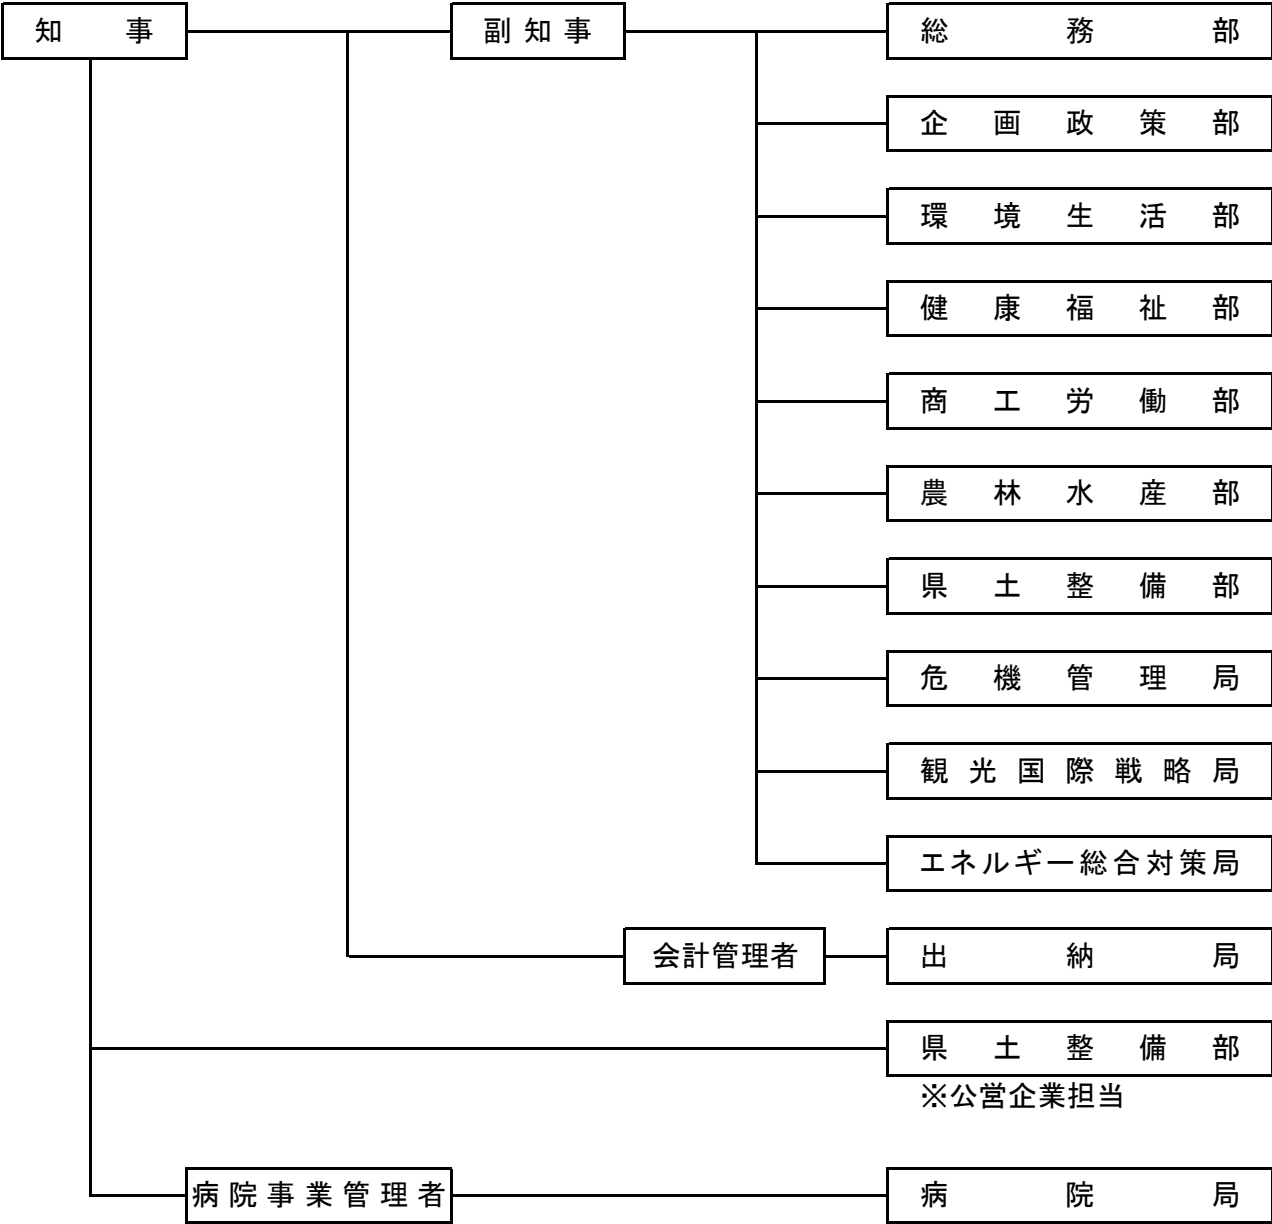 知事 副知事 総務部
企画政策部
環境生活部
健康福祉部
商工労働部
農林水産部
県土整備部
危機管理局
観光国際戦略局
エネルギー総合対策局
会計管理者 出納局
県土整備部
※公営企業担当
病院事業管理者 病院局